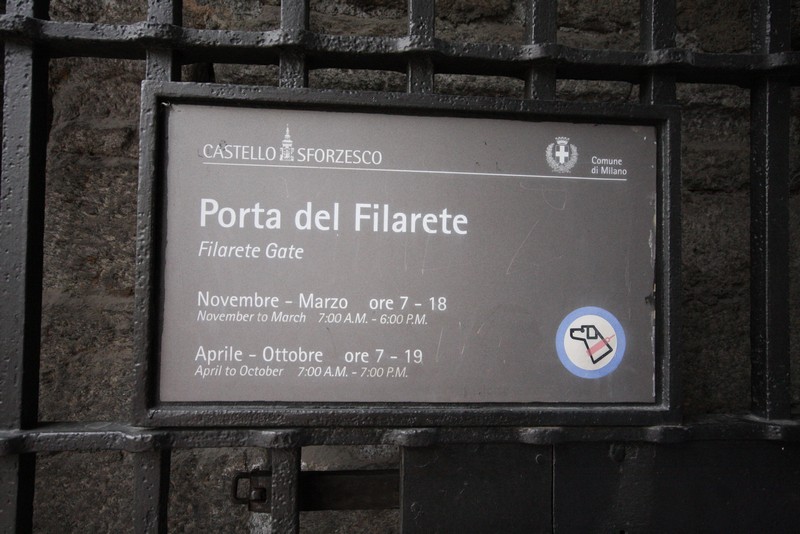 CASTELLO SFORZESCO
Comune
di Milano
Porta del Filarete
Filarete Gate
Novembre - Marzo ore 7 - 18
November to March 7:00 A.M. - 6:00 P.M.
Aprile - Ottobre ore 7 - 19
April to October 7:00 A.M. - 7:00 P.M.